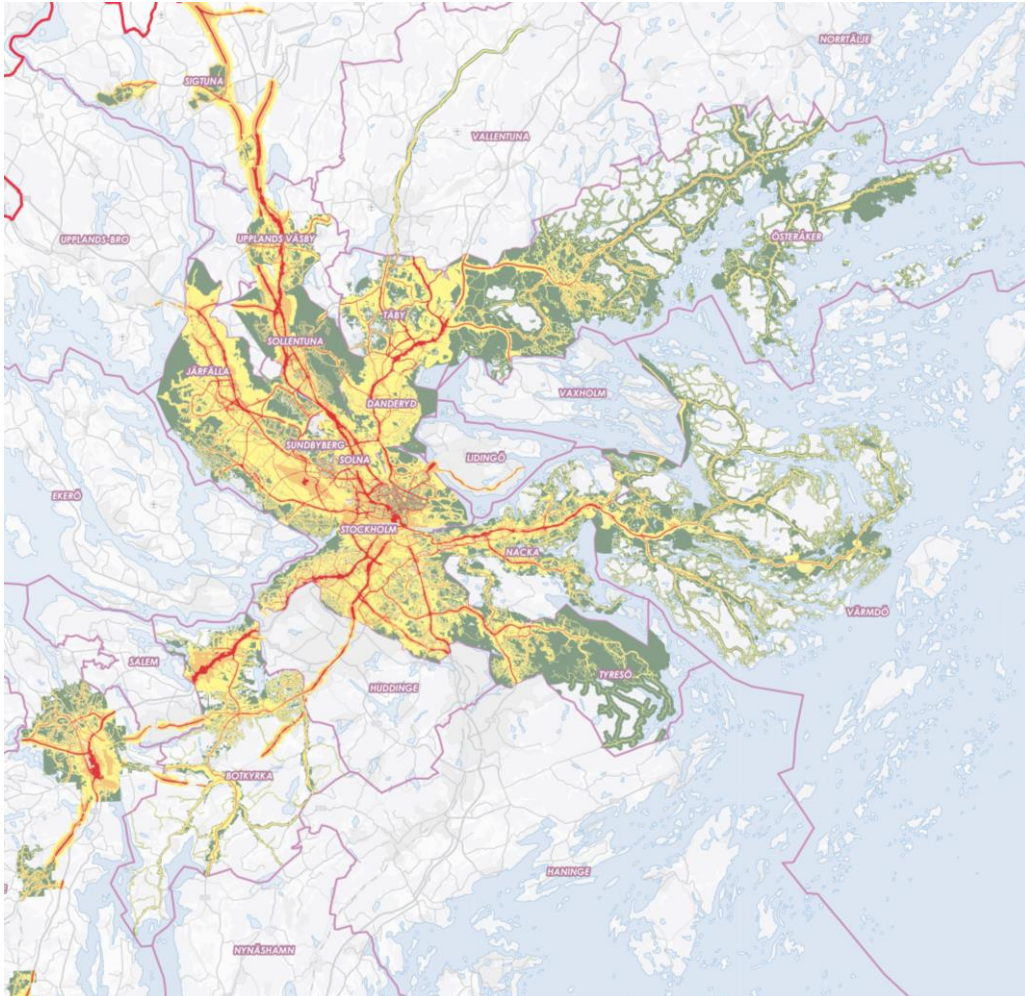 NORRTÄLJE
SIGTUNA
VALLENTUNA
UPPLANDS-BRO
UPPLANDS VÄSBY
ÖSTERÅKER
TÄBY
SOLLENTUNA
JÄRFÄLLA
VAXHOLM
DANDERYD
SUNDBYBERG
SOLNA
LIDINGÖ
EKERÖ
STOCKHOLM
NACKA
VÄRMDÖ
SALEM
TYRESÖ
HUDDINGE
BOTKYRKA
HANINGE
NYNÄSHAMN